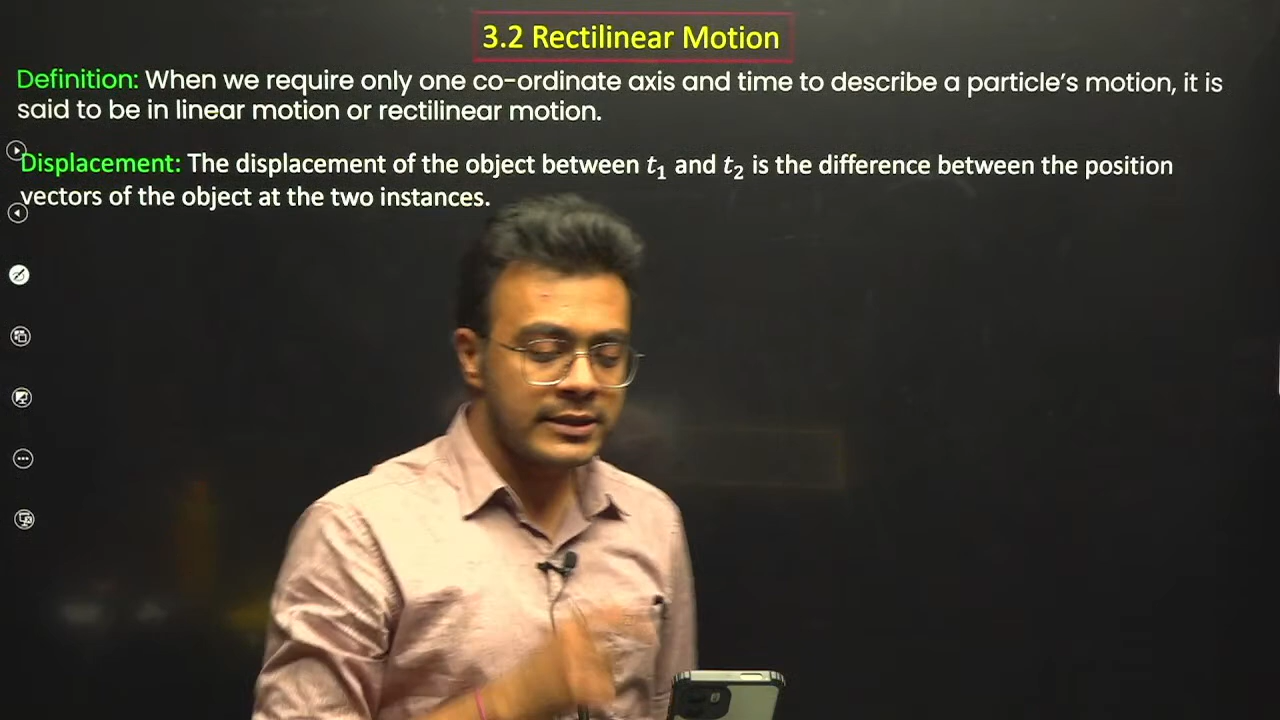 3.2 Rectilinear Motion
Definition: When we require only one co-ordinate axis and time to describe a particle's motion, it is
said to be in linear motion or rectilinear motion.
Displacement: The displacement of the object between t₁ and t₂ is the difference between the position
vectors of the object at the two instances.